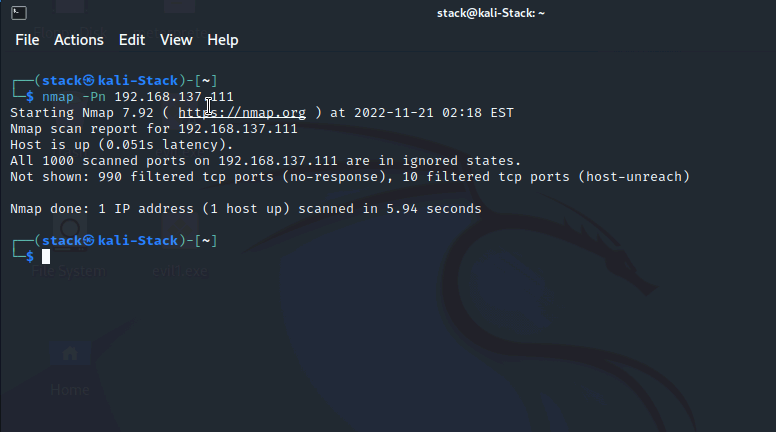 stack@kali-Stack: ~
File Actions Edit View Help
┌──(stack㉿kali-Stack)-[~]
└─$ nmap -Pn 192.168.137.111
Starting Nmap 7.92 ( https://nmap.org ) at 2022-11-21 02:18 EST
Nmap scan report for 192.168.137.111
Host is up (0.051s latency).
All 1000 scanned ports on 192.168.137.111 are in ignored states.
Not shown: 990 filtered tcp ports (no-response), 10 filtered tcp ports (host-unreach)
Nmap done: 1 IP address (1 host up) scanned in 5.94 seconds
┌──(stack㉿kali-Stack)-[~]
└─$
File System
Home